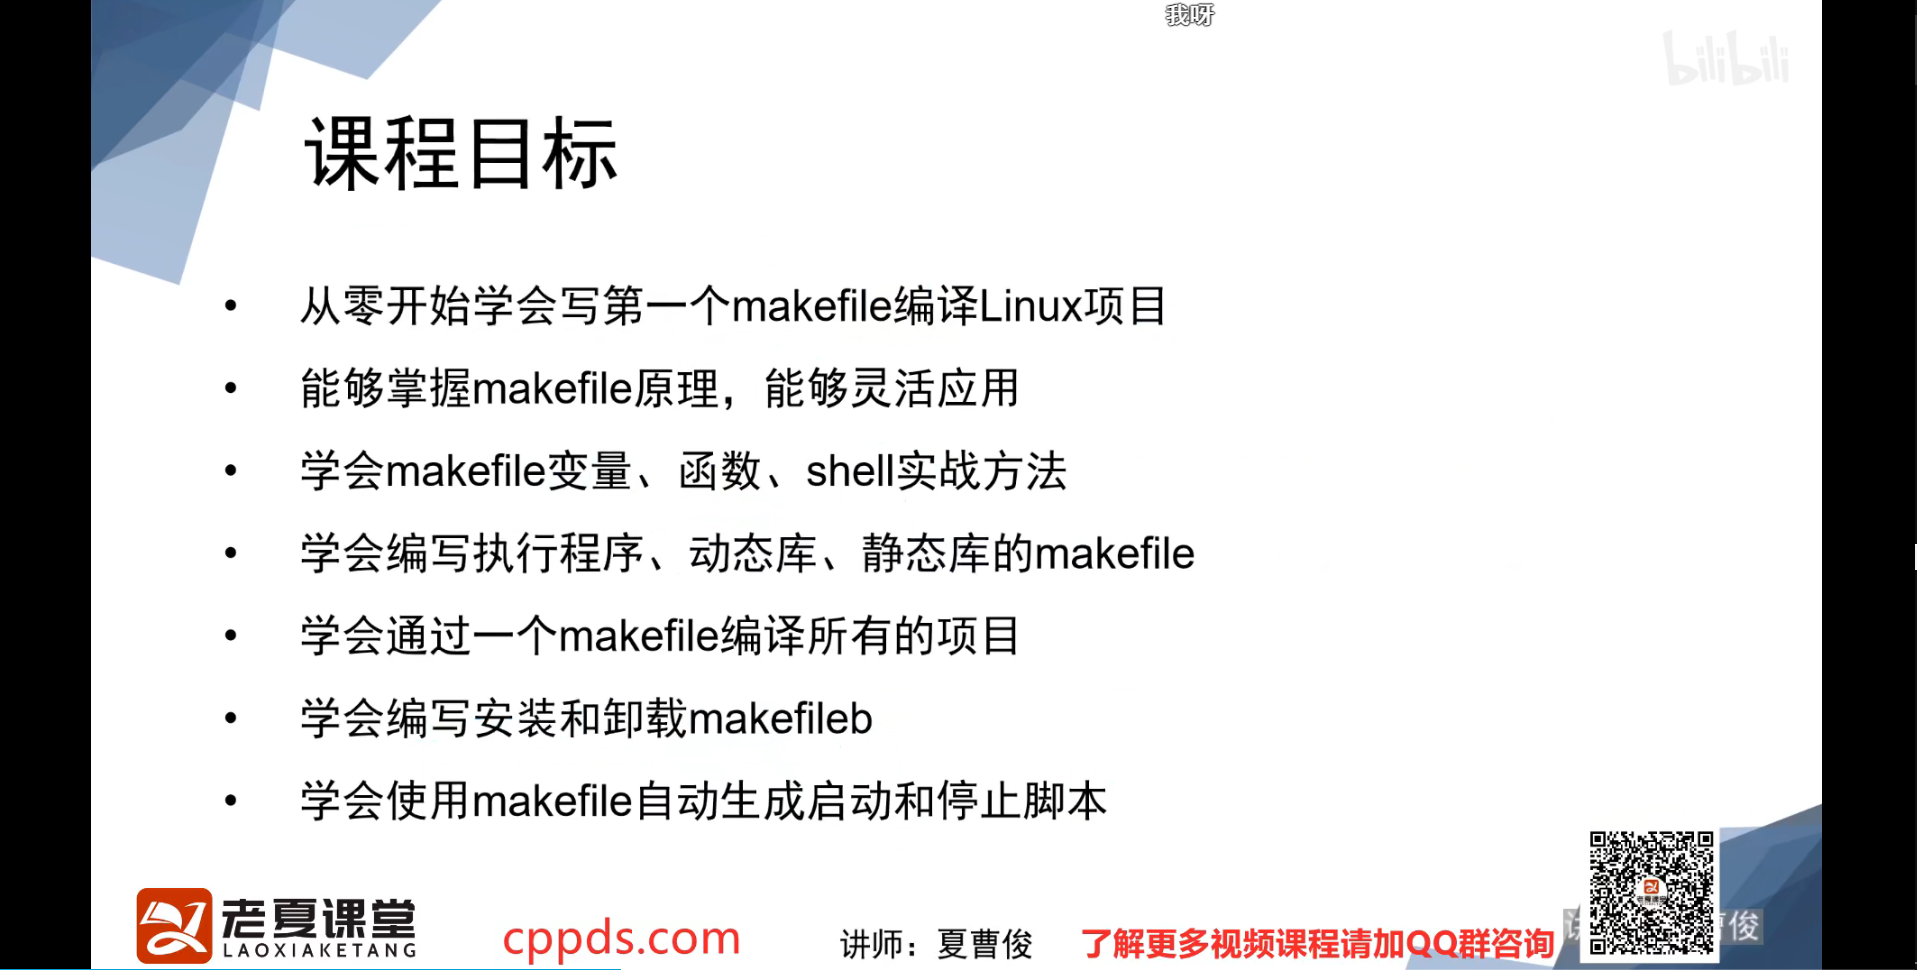 我呀
bilibili
课程目标
• 从零开始学会写第一个makefile编译Linux项目
• 能够掌握makefile原理，能够灵活应用
• 学会makefile变量、函数、shell实战方法
• 学会编写执行程序、动态库、静态库的makefile
• 学会通过一个makefile编译所有的项目
• 学会编写安装和卸载makefileb
• 学会使用makefile自动生成启动和停止脚本
老夏课堂
LAOXIAKETANG
cppds.com
讲师：夏曹俊
了解更多视频课程请加QQ群咨询
俊